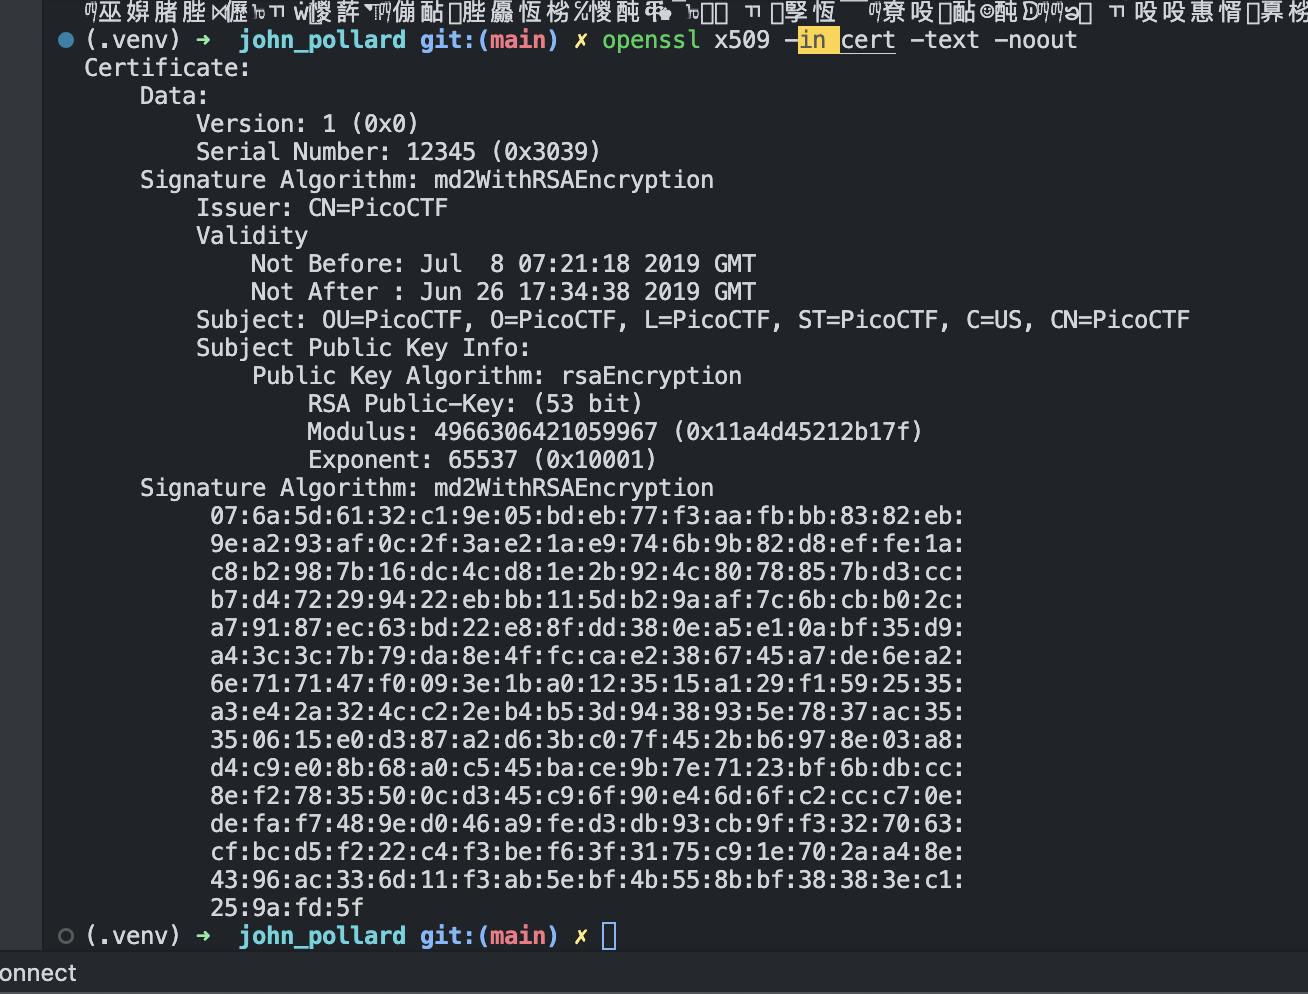 (.venv) ➜ john_pollard git:(main) ✗ openssl x509 -in cert -text -noout
Certificate:
Data:
Version: 1 (0x0)
Serial Number: 12345 (0x3039)
Signature Algorithm: md2WithRSAEncryption
Issuer: CN=PicoCTF
Validity
Not Before: Jul  8 07:21:18 2019 GMT
Not After : Jun 26 17:34:38 2019 GMT
Subject: OU=PicoCTF, O=PicoCTF, L=PicoCTF, ST=PicoCTF, C=US, CN=PicoCTF
Subject Public Key Info:
Public Key Algorithm: rsaEncryption
RSA Public-Key: (53 bit)
Modulus: 4966306421059967 (0x11a4d45212b17f)
Exponent: 65537 (0x10001)
Signature Algorithm: md2WithRSAEncryption
07:6a:5d:61:32:c1:9e:05:bd:eb:77:f3:aa:fb:bb:83:82:eb:
9e:a2:93:af:0c:2f:3a:e2:1a:e9:74:6b:9b:82:d8:ef:fe:1a:
c8:b2:98:7b:16:dc:4c:d8:1e:2b:92:4c:80:78:85:7b:d3:cc:
b7:d4:72:29:94:22:eb:bb:11:5d:b2:9a:af:7c:6b:cb:b0:2c:
a7:91:87:ec:63:bd:22:e8:8f:dd:38:0e:a5:e1:0a:bf:35:d9:
a4:3c:3c:7b:79:da:8e:4f:fc:ca:e2:38:67:45:a7:de:6e:a2:
6e:71:71:47:f0:09:3e:1b:a0:12:35:15:a1:29:f1:59:25:35:
a3:e4:2a:32:4c:c2:2e:b4:b5:3d:94:38:93:5e:78:37:ac:35:
35:06:15:e0:d3:87:a2:d6:3b:c0:7f:45:2b:b6:97:8e:03:a8:
d4:c9:e0:8b:68:a0:c5:45:ba:ce:9b:7e:71:23:bf:6b:db:cc:
8e:f2:78:35:50:0c:d3:45:c9:6f:90:e4:6d:6f:c2:cc:c7:0e:
de:fa:f7:48:9e:d0:46:a9:fe:d3:db:93:cb:9f:f3:32:70:63:
cf:bc:d5:f2:22:c4:f3:be:f6:3f:31:75:c9:1e:70:2a:a4:8e:
43:96:ac:33:6d:11:f3:ab:5e:bf:4b:55:8b:bf:38:38:3e:c1:
25:9a:fd:5f
(.venv) ➜ john_pollard git:(main) ✗
onnect